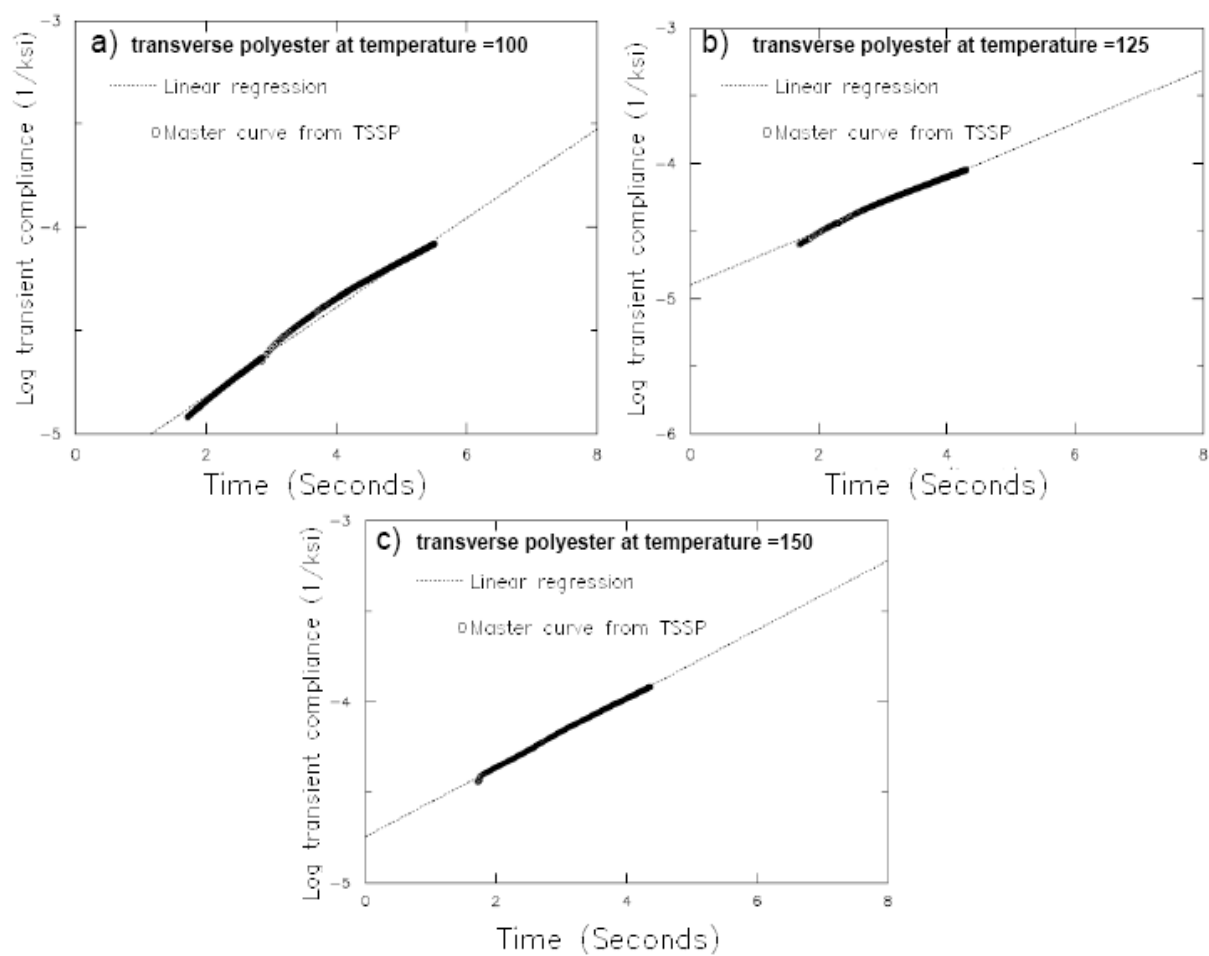 a) transverse polyester at temperature =100
Linear regression
Master curve from TSSP
Log transient compliance (1/ksi)
-3
-4
-5
0 2 4 6 8
Time (Seconds)
b) transverse polyester at temperature =125
Linear regression
Master curve from TSSP
Log transient compliance (1/ksi)
-3
-4
-5
-6
0 2 4 6 8
Time (Seconds)
c) transverse polyester at temperature =150
Linear regression
Master curve from TSSP
Log transient compliance (1/ksi)
-3
-4
-5
0 2 4 6 8
Time (Seconds)